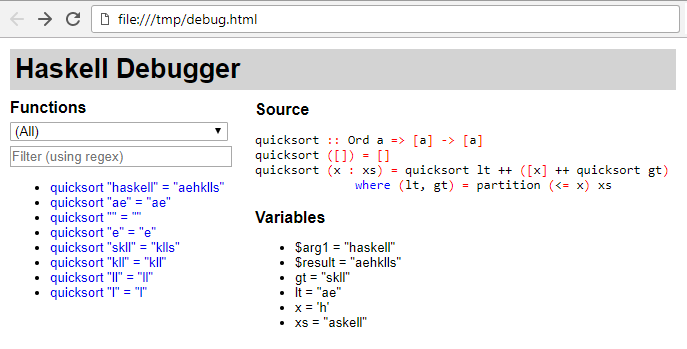 file:///tmp/debug.html
Haskell Debugger
Functions
(All)
Filter (using regex)
quicksort "haskell" = "aehklls"
quicksort "ae" = "ae"
quicksort "" = ""
quicksort "e" = "e"
quicksort "skll" = "klls"
quicksort "kll" = "kll"
quicksort "ll" = "ll"
quicksort "l" = "l"
Source
quicksort :: Ord a => [a] -> [a]
quicksort ([]) = []
quicksort (x : xs) = quicksort lt ++ ([x] ++ quicksort gt)
where (lt, gt) = partition (<= x) xs
Variables
$arg1 = "haskell"
$result = "aehklls"
gt = "skll"
lt = "ae"
x = 'h'
xs = "askell"